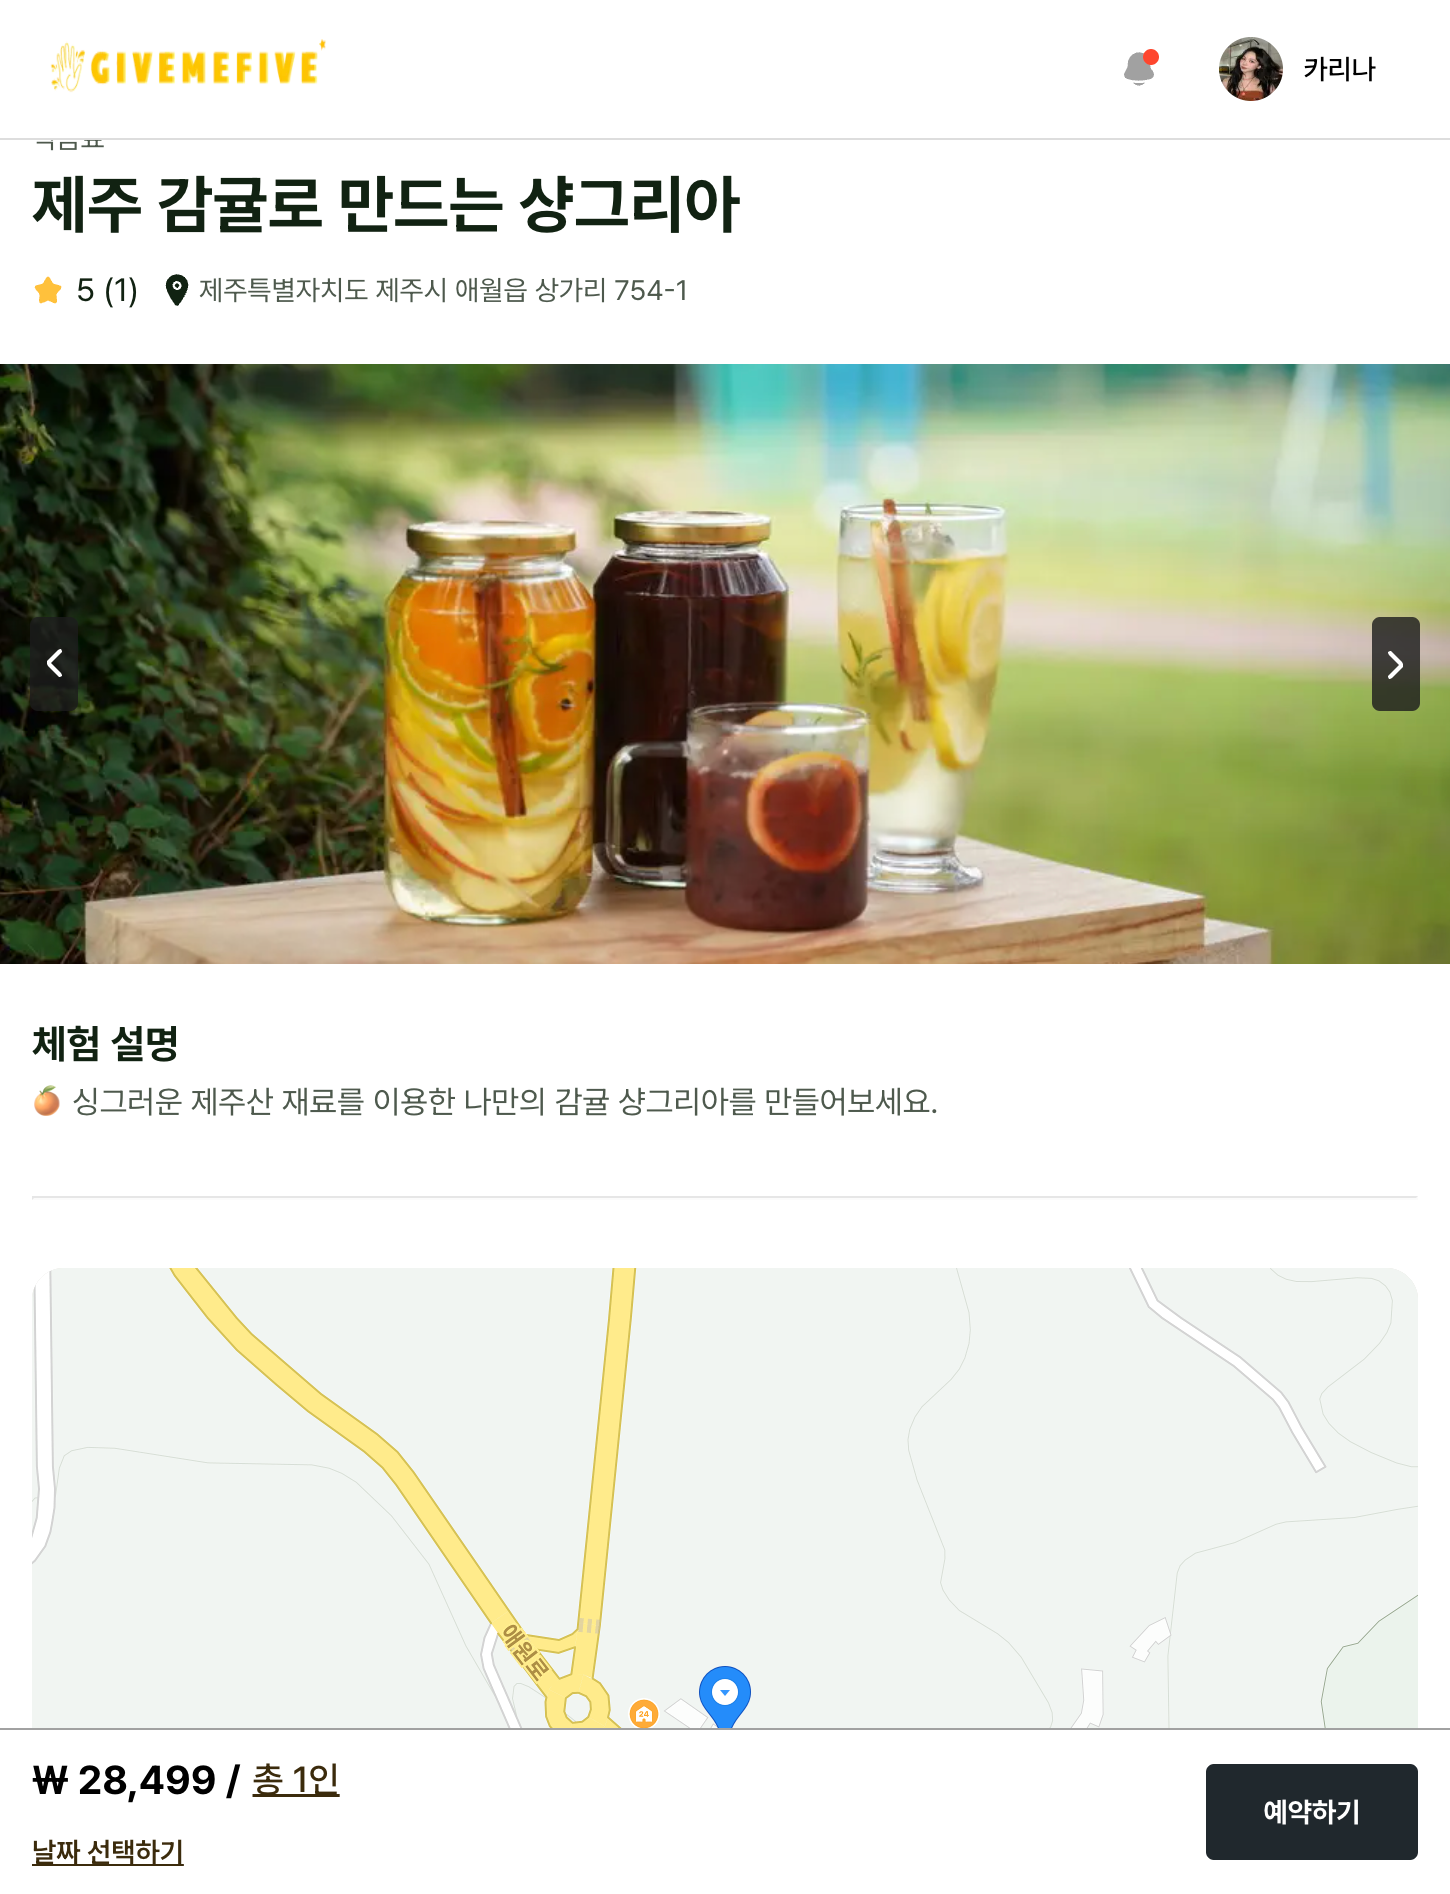 GIVEMEFIVE
카리나
제주 감귤로 만드는 샹그리아
5 (1) 제주특별자치도 제주시 애월읍 상가리 754-1
체험 설명
🍊 싱그러운 제주산 재료를 이용한 나만의 감귤 샹그리아를 만들어보세요.
애원로
24
₩ 28,499 / 총 1인
날짜 선택하기
예약하기